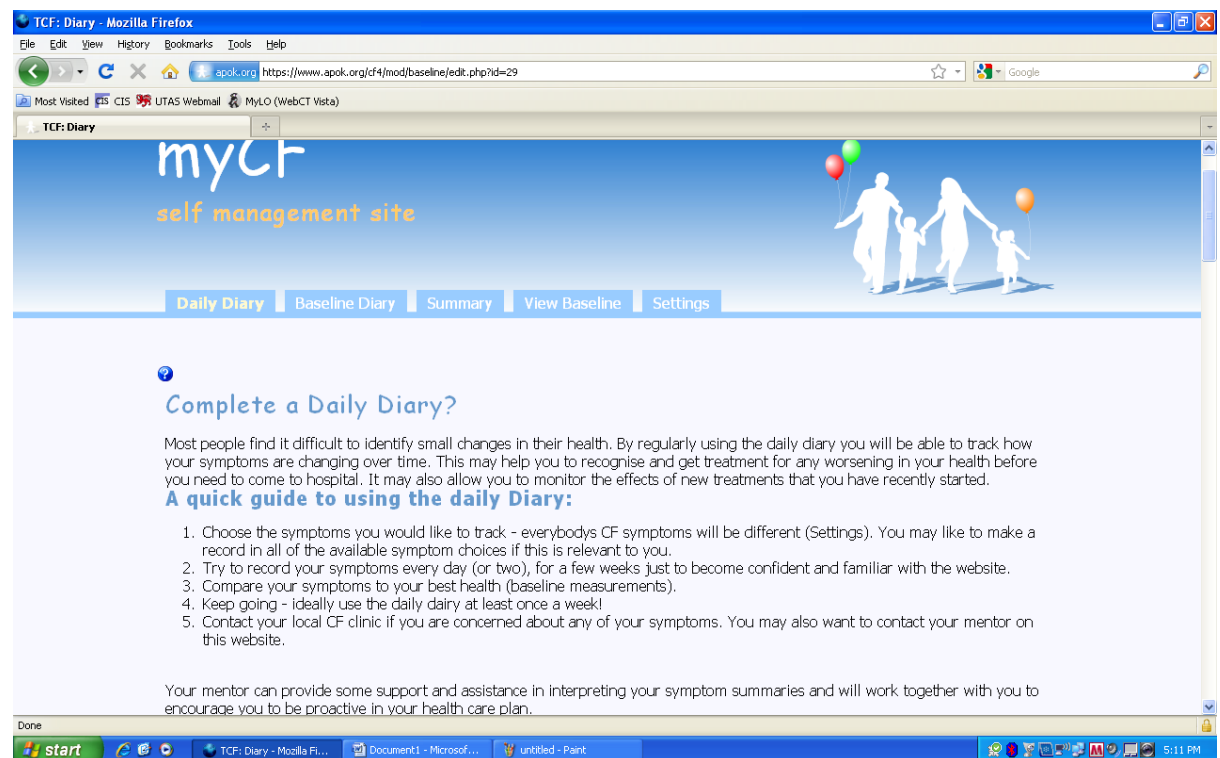 TCF: Diary - Mozilla Firefox
File Edit View History Bookmarks Tools Help
apok.org https://www.apok.org/cf4/mod/baseline/edit.php?id=29 Google
Most Visited CIS CIS UTAS Webmail MyLO (WebCT Vista)
TCF: Diary
myCF
self management site
Daily Diary Baseline Diary Summary View Baseline Settings
?
Complete a Daily Diary?
Most people find it difficult to identify small changes in their health. By regularly using the daily diary you will be able to track how
your symptoms are changing over time. This may help you to recognise and get treatment for any worsening in your health before
you need to come to hospital. It may also allow you to monitor the effects of new treatments that you have recently started.
A quick guide to using the daily Diary:
1. Choose the symptoms you would like to track - everybodys CF symptoms will be different (Settings). You may like to make a
record in all of the available symptom choices if this is relevant to you.
2. Try to record your symptoms every day (or two), for a few weeks just to become confident and familiar with the website.
3. Compare your symptoms to your best health (baseline measurements).
4. Keep going - ideally use the daily dairy at least once a week!
5. Contact your local CF clinic if you are concerned about any of your symptoms. You may also want to contact your mentor on
this website.
Your mentor can provide some support and assistance in interpreting your symptom summaries and will work together with you to
encourage you to be proactive in your health care plan.
Done
start TCF: Diary - Mozilla Fi... Document1 - Microsof... untitled - Paint 5:11 PM